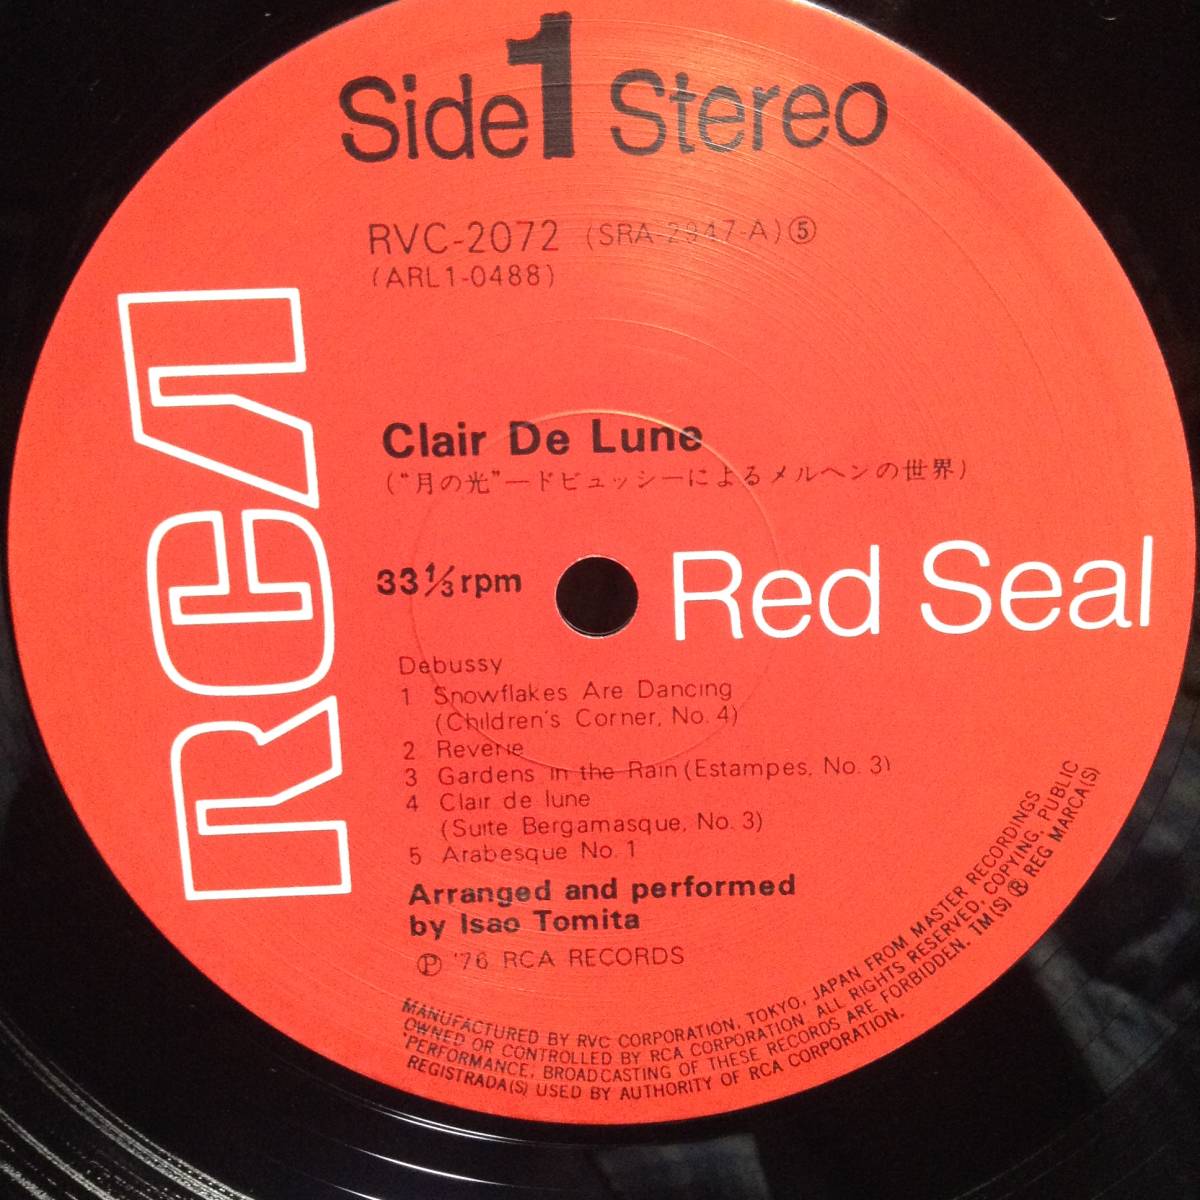 Side 1 Stereo
RVC-2072 (SRA-2947-A)⑤
(ARL1-0488)
RCA
Clair De Lune
(“月の光”—ドビュッシーによるメルヘンの世界)
33⅓ rpm
Red Seal
Debussy
1 Snowflakes Are Dancing
(Children's Corner, No. 4)
2 Reverie
3 Gardens in the Rain (Estampes, No. 3)
4 Clair de lune
(Suite Bergamasque, No. 3)
5 Arabesque No. 1
Arranged and performed
by Isao Tomita
Ⓟ '76 RCA RECORDS
MANUFACTURED BY RVC CORPORATION, TOKYO, JAPAN FROM MASTER RECORDINGS
OWNED OR CONTROLLED BY RCA CORPORATION. ALL RIGHTS RESERVED, COPYING, PUBLIC
PERFORMANCE, BROADCASTING OF THESE RECORDS ARE FORBIDDEN. TM(S) ® REG MARCA(S)
REGISTRADA(S) USED BY AUTHORITY OF RCA CORPORATION.